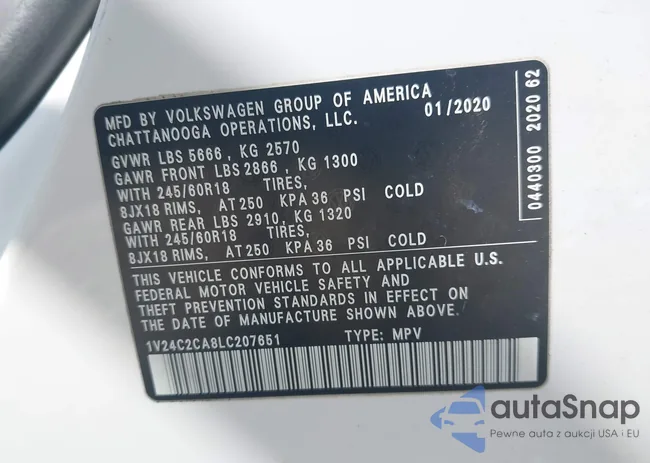 MFD BY VOLKSWAGEN GROUP OF AMERICA
CHATTANOOGA OPERATIONS, LLC. 01/2020
GVWR LBS 5666 , KG 2570
GAWR FRONT LBS 2866 , KG 1300
WITH 245/60R18 TIRES,
8JX18 RIMS, AT 250 KPA 36 PSI COLD
GAWR REAR LBS 2910, KG 1320
WITH 245/60R18 TIRES,
8JX18 RIMS, AT 250 KPA 36 PSI COLD
THIS VEHICLE CONFORMS TO ALL APPLICABLE U.S.
FEDERAL MOTOR VEHICLE SAFETY AND
THEFT PREVENTION STANDARDS IN EFFECT ON
THE DATE OF MANUFACTURE SHOWN ABOVE.
1V24C2CA8LC207651 TYPE: MPV
0440300 2020 62
autaSnap
Pewne auta z aukcji USA i EU